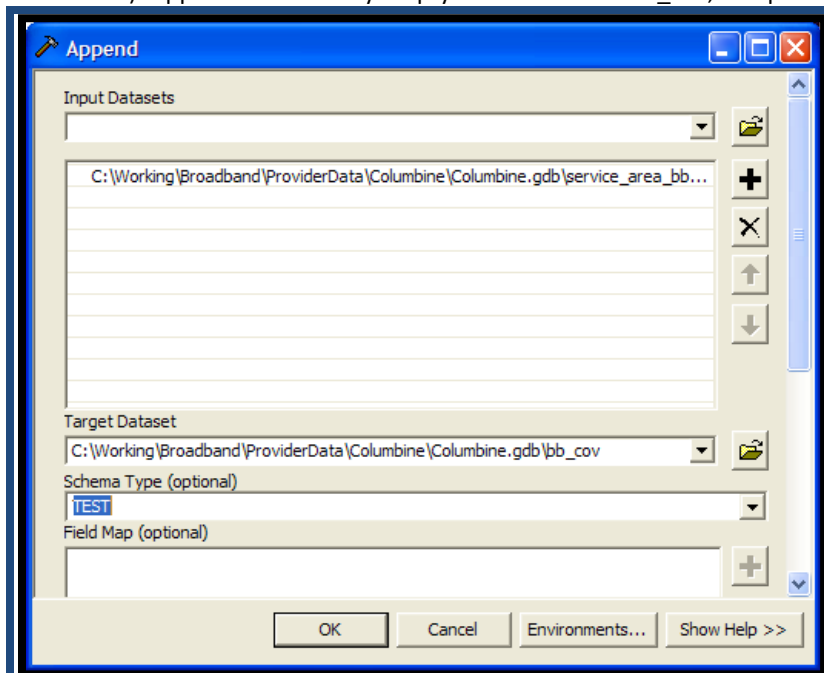 Append
Input Datasets
C:\Working\Broadband\ProviderData\Columbine\Columbine.gdb\service_area_bb...
Target Dataset
C:\Working\Broadband\ProviderData\Columbine\Columbine.gdb\bb_cov
Schema Type (optional)
TEST
Field Map (optional)
OK Cancel Environments... Show Help >>